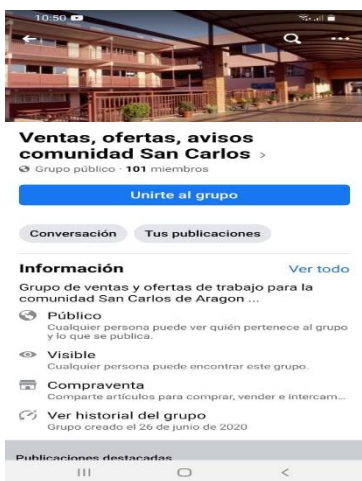 10:50
Ventas, ofertas, avisos
comunidad San Carlos >
Grupo público · 101 miembros
Unirte al grupo
Conversación Tus publicaciones
Información Ver todo
Grupo de ventas y ofertas de trabajo para la
comunidad San Carlos de Aragon ...
Público
Cualquier persona puede ver quién pertenece al grupo
y lo que se publica.
Visible
Cualquier persona puede encontrar este grupo.
Compraventa
Comparte artículos para comprar, vender e intercam...
Ver historial del grupo
Grupo creado el 26 de junio de 2020
Publicaciones destacadas